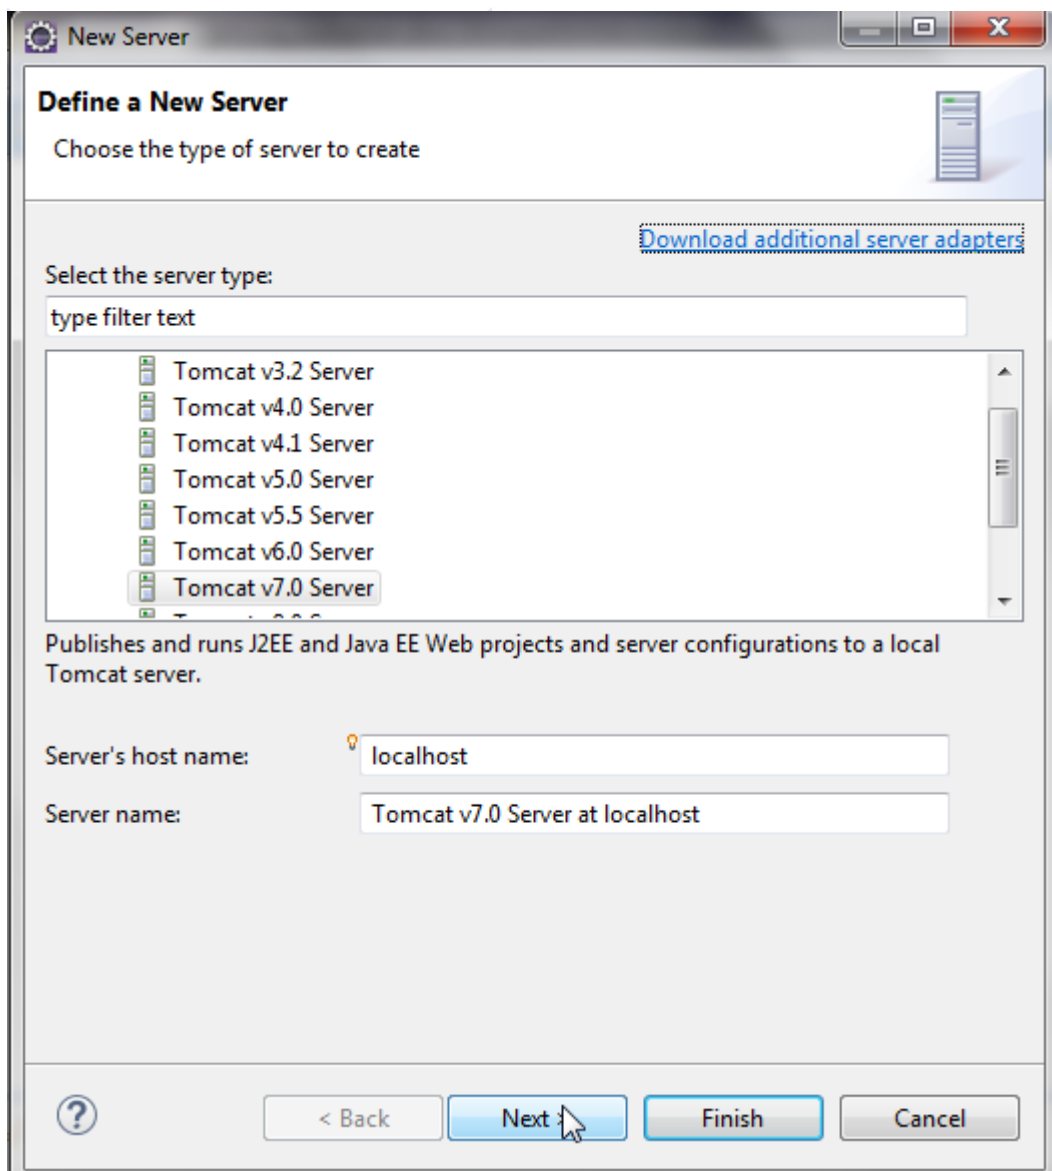 New Server
Define a New Server
Choose the type of server to create
Download additional server adapters
Select the server type:
type filter text
Tomcat v3.2 Server
Tomcat v4.0 Server
Tomcat v4.1 Server
Tomcat v5.0 Server
Tomcat v5.5 Server
Tomcat v6.0 Server
Tomcat v7.0 Server
Publishes and runs J2EE and Java EE Web projects and server configurations to a local
Tomcat server.
Server's host name: localhost
Server name: Tomcat v7.0 Server at localhost
< Back Next > Finish Cancel